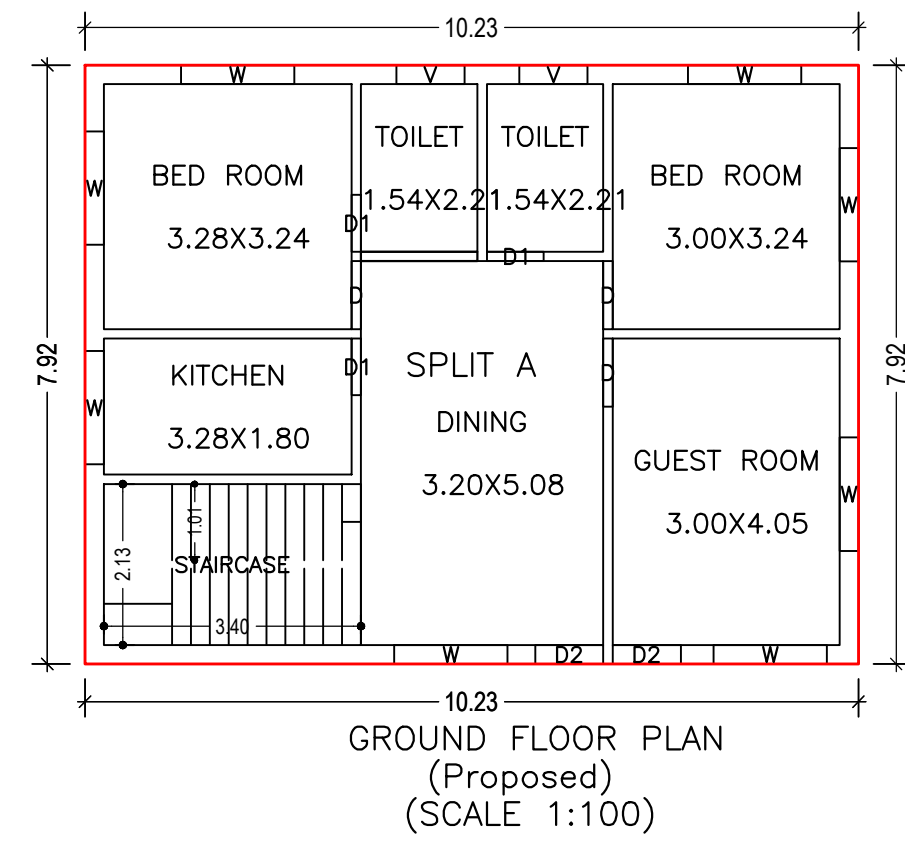 10.23
W V V W
TOILET TOILET
BED ROOM BED ROOM
W W
1.54X2.21 1.54X2.21
D1
3.28X3.24 3.00X3.24
D1
D D
7.92 7.92
SPLIT A
D1 D
KITCHEN
W
DINING
3.28X1.80
GUEST ROOM
3.20X5.08
W
1.01
3.00X4.05
2.13
STAIRCASE
3.40
W D2 D2 W
10.23
GROUND FLOOR PLAN
(Proposed)
(SCALE 1:100)